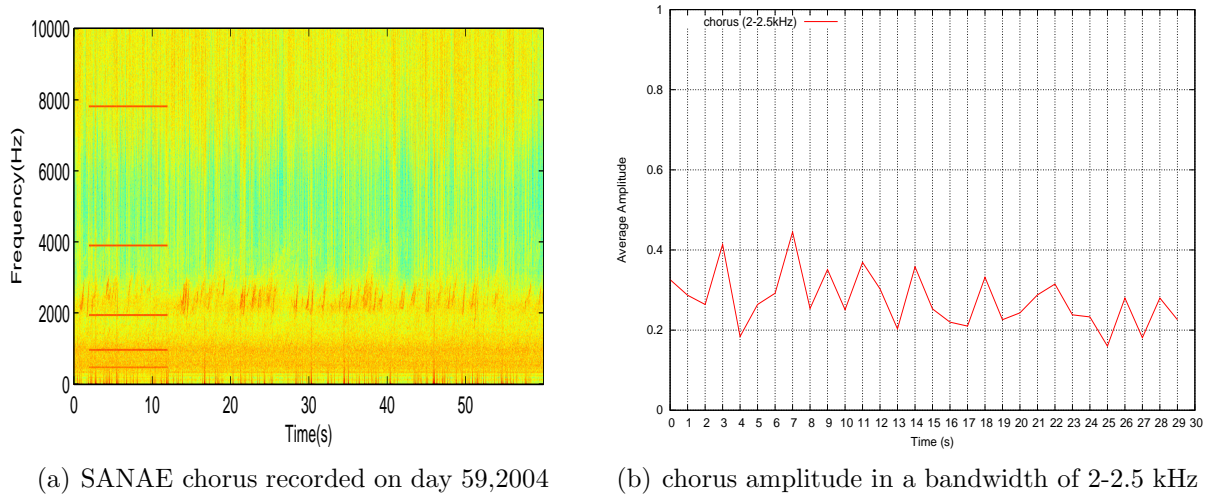 10000
8000
6000
4000
2000
0
Frequency(Hz)
0 10 20 30 40 50
Time(s)
(a) SANAE chorus recorded on day 59,2004
chorus (2-2.5kHz)
1
0.8
0.6
0.4
0.2
0
Average Amplitude
0 1 2 3 4 5 6 7 8 9 10 11 12 13 14 15 16 17 18 19 20 21 22 23 24 25 26 27 28 29 30
Time (s)
(b) chorus amplitude in a bandwidth of 2-2.5 kHz